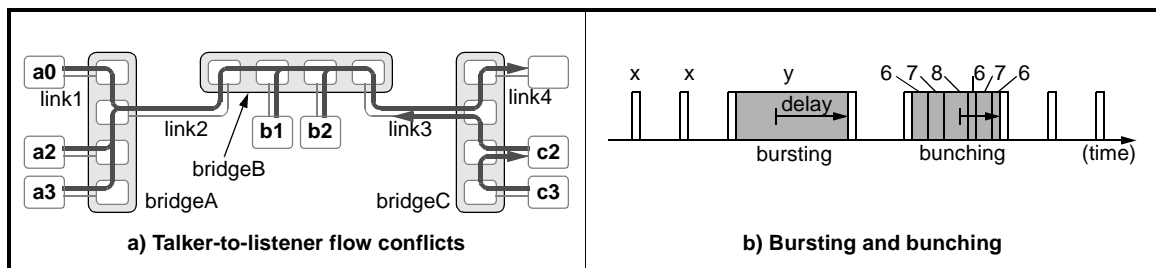 a0
link1
a2
a3
link2
bridgeA
bridgeB
b1
b2
link3
bridgeC
link4
c2
c3
a) Talker-to-listener flow conflicts
x
x
y
6
7
8
6
7
6
delay
bursting
bunching
(time)
b) Bursting and bunching